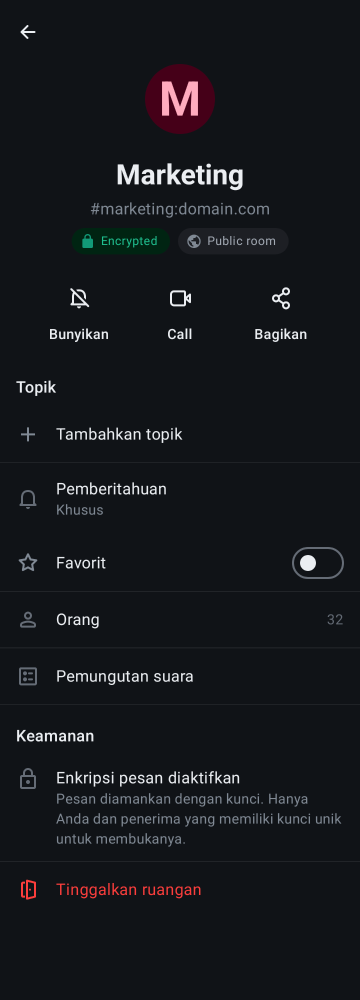 M
Marketing
#marketing:domain.com
Encrypted
Public room
Bunyikan
Call
Bagikan
Topik
Tambahkan topik
Pemberitahuan
Khusus
Favorit
Orang
32
Pemungutan suara
Keamanan
Enkripsi pesan diaktifkan
Pesan diamankan dengan kunci. Hanya
Anda dan penerima yang memiliki kunci unik
untuk membukanya.
Tinggalkan ruangan